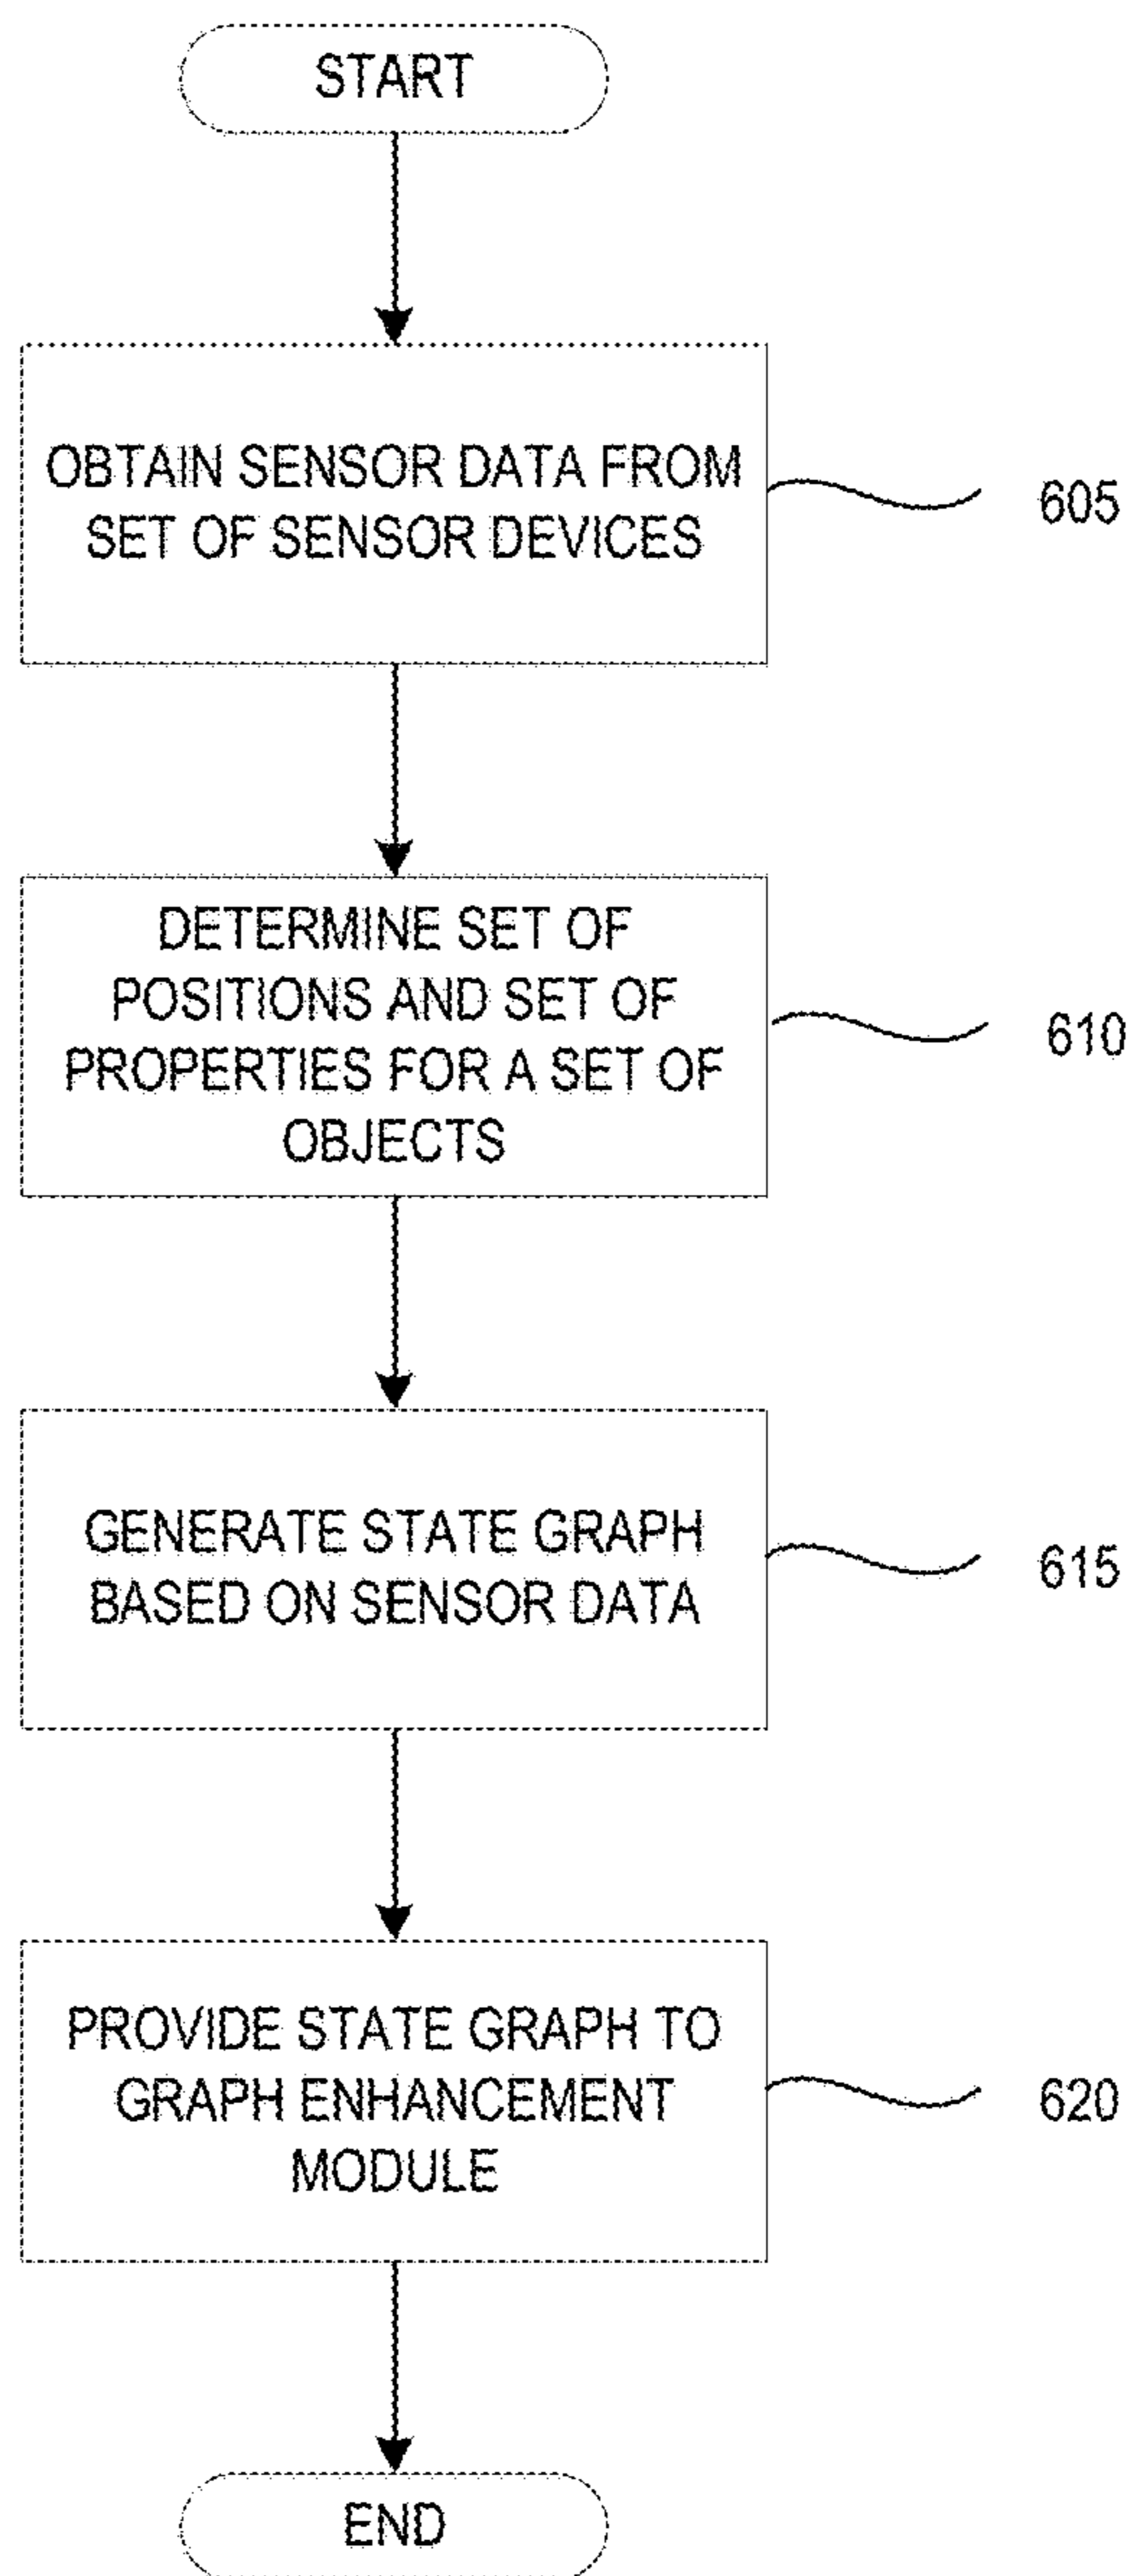 START
OBTAIN SENSOR DATA FROM
SET OF SENSOR DEVICES
605
DETERMINE SET OF
POSITIONS AND SET OF
PROPERTIES FOR A SET OF
OBJECTS
610
GENERATE STATE GRAPH
BASED ON SENSOR DATA
615
PROVIDE STATE GRAPH TO
GRAPH ENHANCEMENT
MODULE
620
END